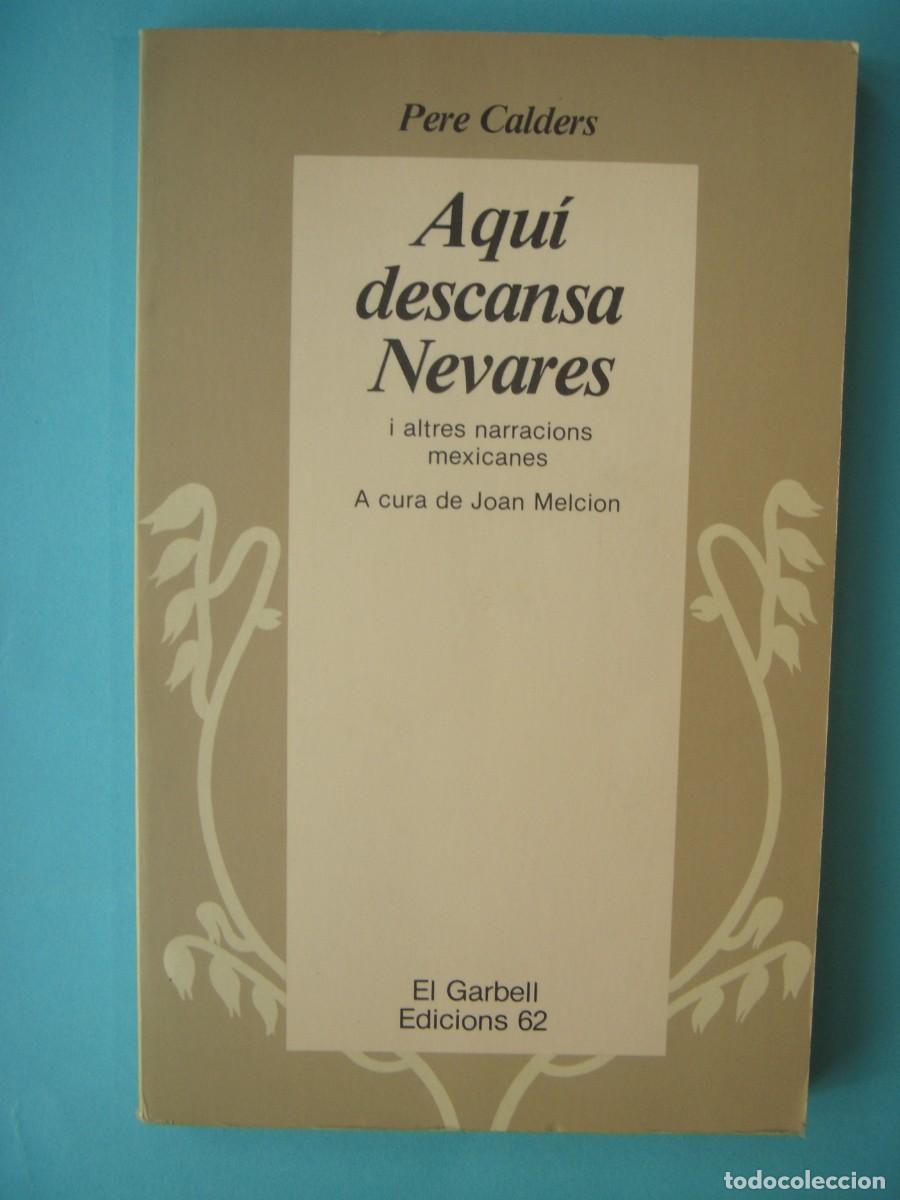 Pere Calders
Aquí
descansa
Nevares
i altres narracions
mexicanes
A cura de Joan Melcion
El Garbell
Edicions 62
todocoleccion